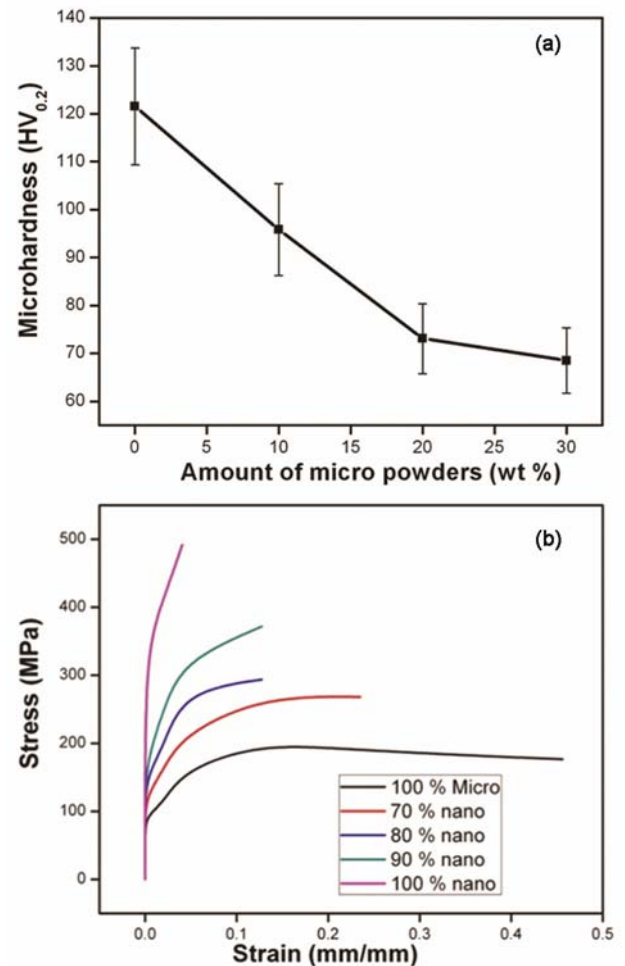 (a)
140
130
120
110
100
90
80
70
60
Microhardness (HV0.2)
0 5 10 15 20 25 30
Amount of micro powders (wt %)
(b)
500
400
300
200
100
0
Stress (MPa)
100 % Micro
70 % nano
80 % nano
90 % nano
100 % nano
0.0 0.1 0.2 0.3 0.4 0.5
Strain (mm/mm)